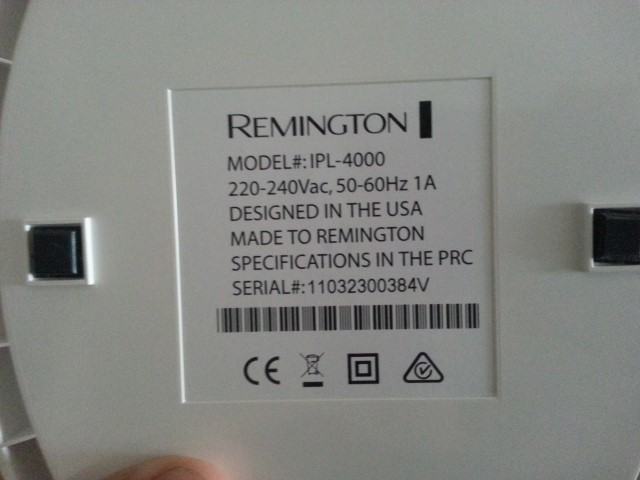 REMINGTON
MODEL#: IPL-4000
220-240Vac, 50-60Hz 1A
DESIGNED IN THE USA
MADE TO REMINGTON
SPECIFICATIONS IN THE PRC
SERIAL#:11032300384V
CE